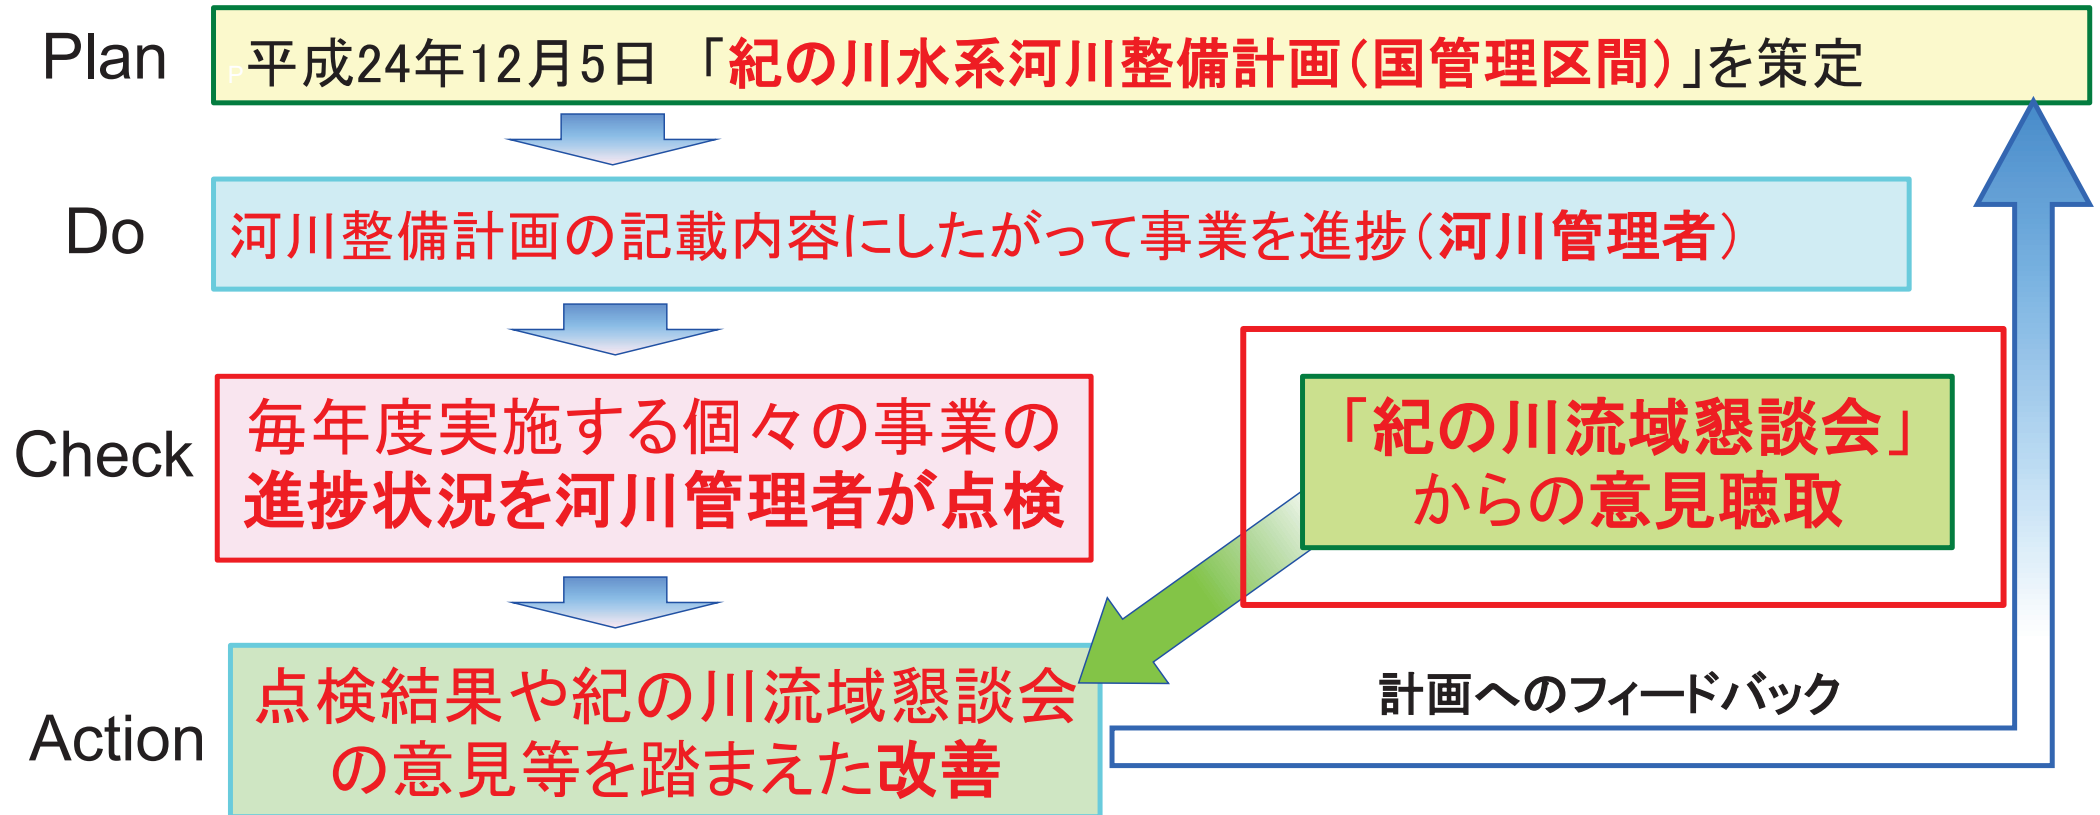 Plan
P
平成24年12月5日 「紀の川水系河川整備計画(国管理区間)」を策定
Do
河川整備計画の記載内容にしたがって事業を進捗(河川管理者)
Check
毎年度実施する個々の事業の
進捗状況を河川管理者が点検
「紀の川流域懇談会」
からの意見聴取
Action
点検結果や紀の川流域懇談会
の意見等を踏まえた改善
計画へのフィードバック